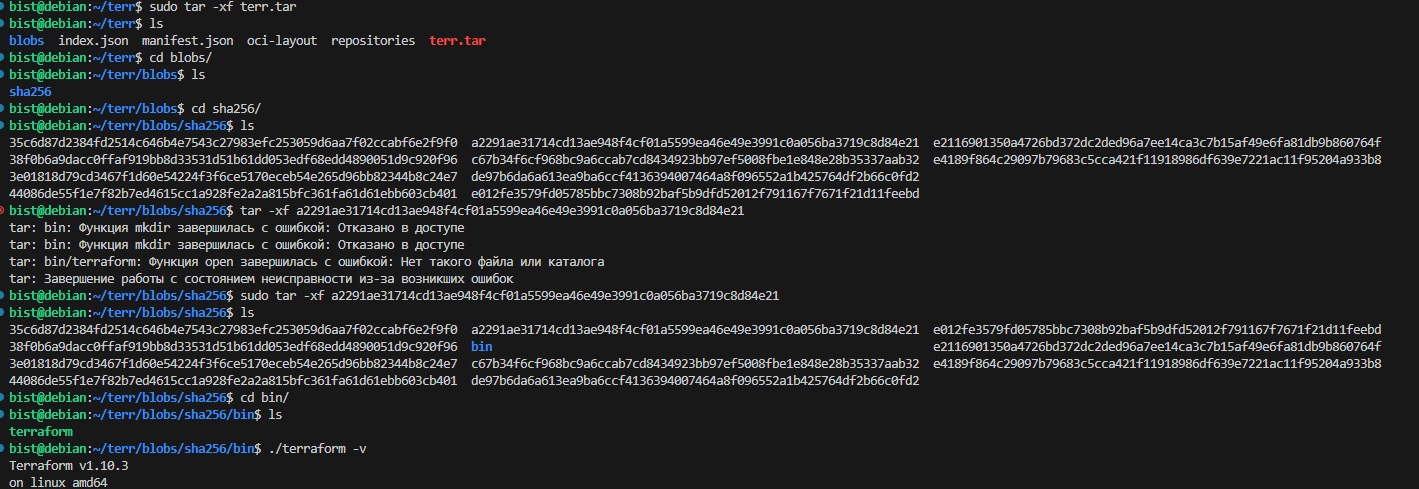 bist@debian:~/terr$ sudo tar -xf terr.tar
bist@debian:~/terr$ ls
blobs  index.json  manifest.json  oci-layout  repositories  terr.tar
bist@debian:~/terr$ cd blobs/
bist@debian:~/terr/blobs$ ls
sha256
bist@debian:~/terr/blobs$ cd sha256/
bist@debian:~/terr/blobs/sha256$ ls
35c6d87d2384fd2514c646b4e7543c27983efc253059d6aa7f02ccabf6e2f9f0  a2291ae31714cd13ae948f4cf01a5599ea46e49e3991c0a056ba3719c8d84e21  e2116901350a4726bd372dc2ded96a7ee14ca3c7b15af49e6fa81db9b860764f
38f0b6a9dacc0ffaf919bb8d33531d51b61dd053edf68edd4890051d9c920f96  c67b34f6cf968bc9a6ccab7cd8434923bb97ef5008fbe1e848e28b35337aab32  e4189f864c29097b79683c5cca421f11918986df639e7221ac11f95204a933b8
3e01818d79cd3467f1d60e54224f3f6ce5170eceb54e265d96bb82344b8c24e7  de97b6da6a613ea9ba6ccf4136394007464a8f096552a1b425764df2b66c0fd2
44086de55f1e7f82b7ed4615cc1a928fe2a2a815bfc361fa61d61ebb603cb401  e012fe3579fd05785bbc7308b92baf5b9dfd52012f791167f7671f21d11feebd
bist@debian:~/terr/blobs/sha256$ tar -xf a2291ae31714cd13ae948f4cf01a5599ea46e49e3991c0a056ba3719c8d84e21
tar: bin: Функция mkdir завершилась с ошибкой: Отказано в доступе
tar: bin: Функция mkdir завершилась с ошибкой: Отказано в доступе
tar: bin/terraform: Функция open завершилась с ошибкой: Нет такого файла или каталога
tar: Завершение работы с состоянием неисправности из-за возникших ошибок
bist@debian:~/terr/blobs/sha256$ sudo tar -xf a2291ae31714cd13ae948f4cf01a5599ea46e49e3991c0a056ba3719c8d84e21
bist@debian:~/terr/blobs/sha256$ ls
35c6d87d2384fd2514c646b4e7543c27983efc253059d6aa7f02ccabf6e2f9f0  a2291ae31714cd13ae948f4cf01a5599ea46e49e3991c0a056ba3719c8d84e21  e012fe3579fd05785bbc7308b92baf5b9dfd52012f791167f7671f21d11feebd
38f0b6a9dacc0ffaf919bb8d33531d51b61dd053edf68edd4890051d9c920f96  bin  e2116901350a4726bd372dc2ded96a7ee14ca3c7b15af49e6fa81db9b860764f
3e01818d79cd3467f1d60e54224f3f6ce5170eceb54e265d96bb82344b8c24e7  c67b34f6cf968bc9a6ccab7cd8434923bb97ef5008fbe1e848e28b35337aab32  e4189f864c29097b79683c5cca421f11918986df639e7221ac11f95204a933b8
44086de55f1e7f82b7ed4615cc1a928fe2a2a815bfc361fa61d61ebb603cb401  de97b6da6a613ea9ba6ccf4136394007464a8f096552a1b425764df2b66c0fd2
bist@debian:~/terr/blobs/sha256$ cd bin/
bist@debian:~/terr/blobs/sha256/bin$ ls
terraform
bist@debian:~/terr/blobs/sha256/bin$ ./terraform -v
Terraform v1.10.3
on linux amd64